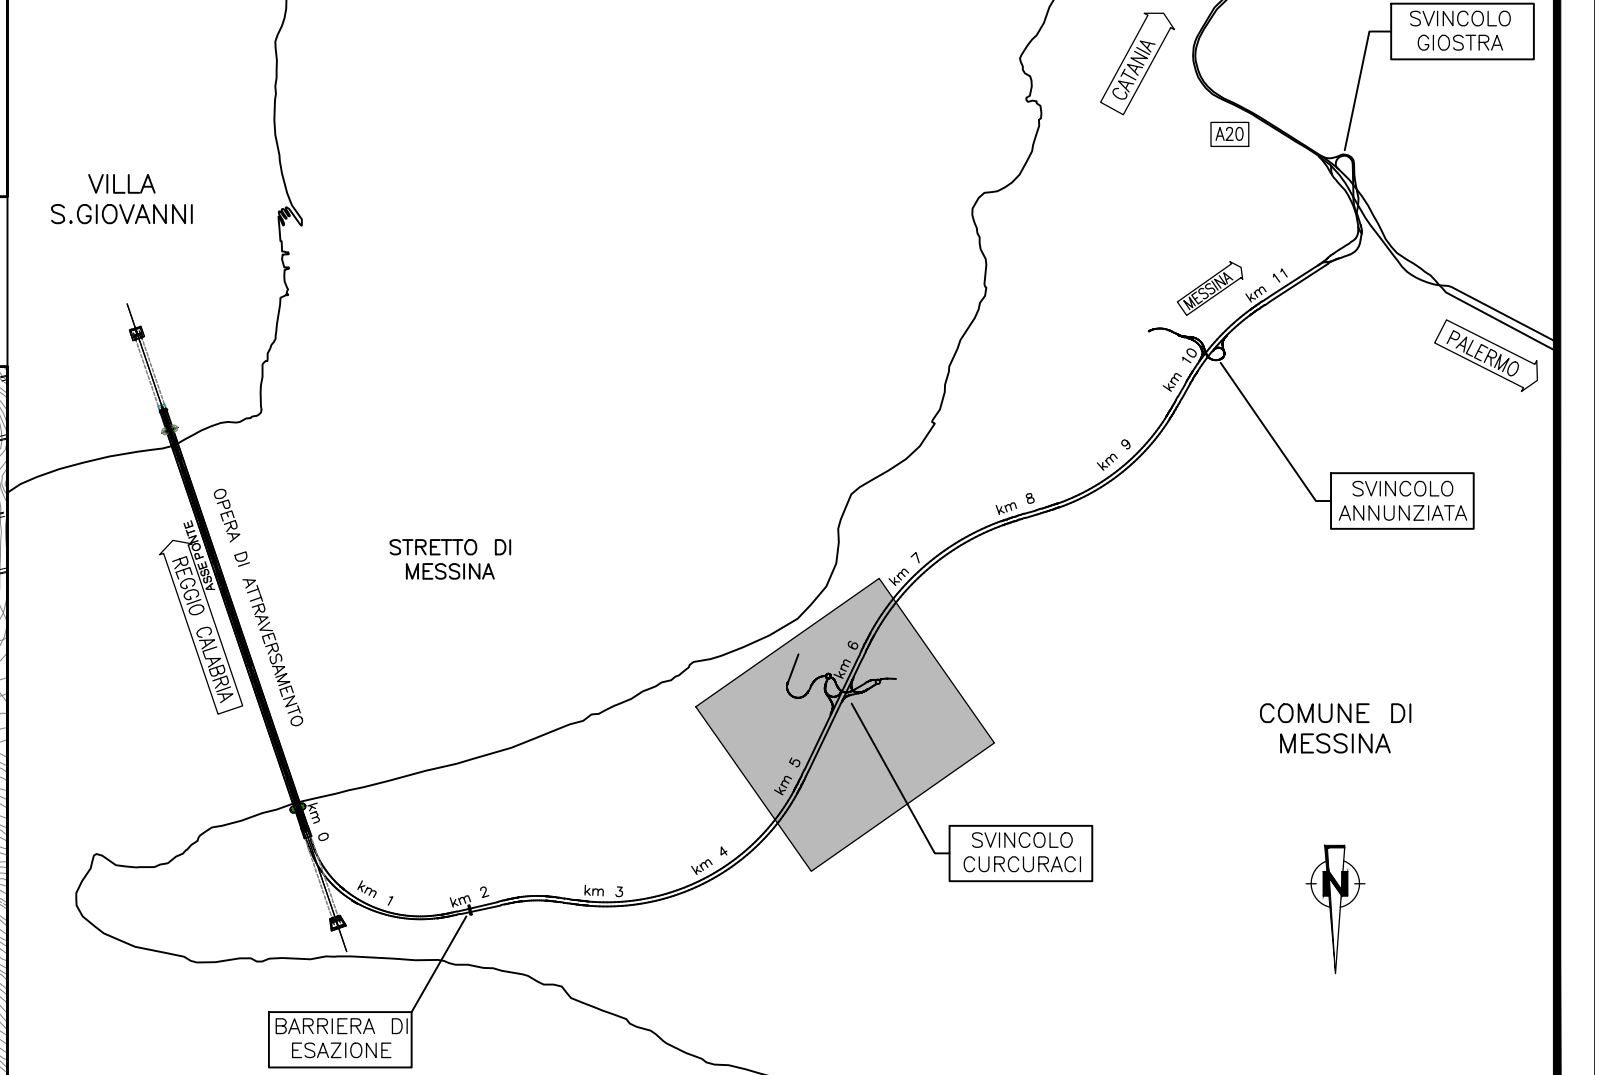 SVINCOLO
GIOSTRA
CATANIA
A20
VILLA
S.GIOVANNI
MESSINA
km 11
PALERMO
km 10
km 9
SVINCOLO
ANNUNZIATA
km 8
OPERA DI ATTRAVERSAMENTO
ASSE PONTE
REGGIO CALABRIA
STRETTO DI
MESSINA
km 7
km 6
COMUNE DI
MESSINA
km 5
km 0
SVINCOLO
CURCURACI
km 4
km 3
km 2
km 1
N
BARRIERA DI
ESAZIONE